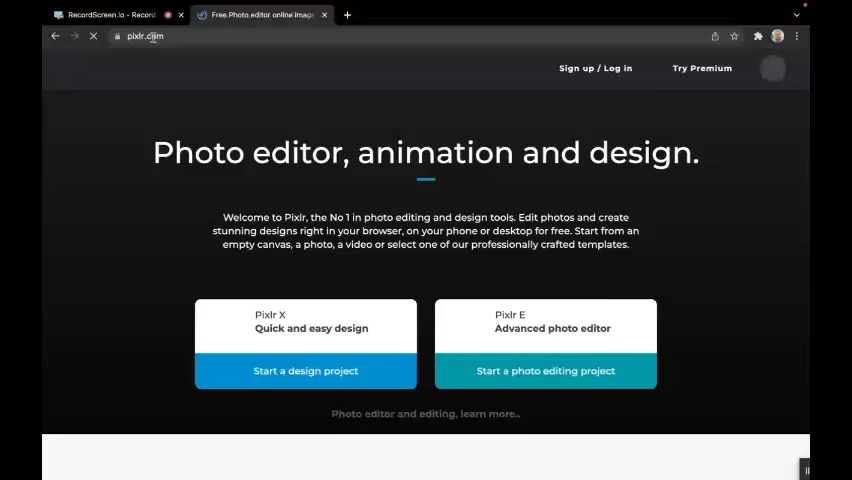 RecordScreen.io - Record
Free Photo editor online image
pixlr.com
Sign up / Log in
Try Premium
Photo editor, animation and design.
Welcome to Pixlr, the No 1 in photo editing and design tools. Edit photos and create
stunning designs right in your browser, on your phone or desktop for free. Start from an
empty canvas, a photo, a video or select one of our professionally crafted templates.
Pixlr X
Quick and easy design
Start a design project
Pixlr E
Advanced photo editor
Start a photo editing project
Photo editor and editing, learn more..